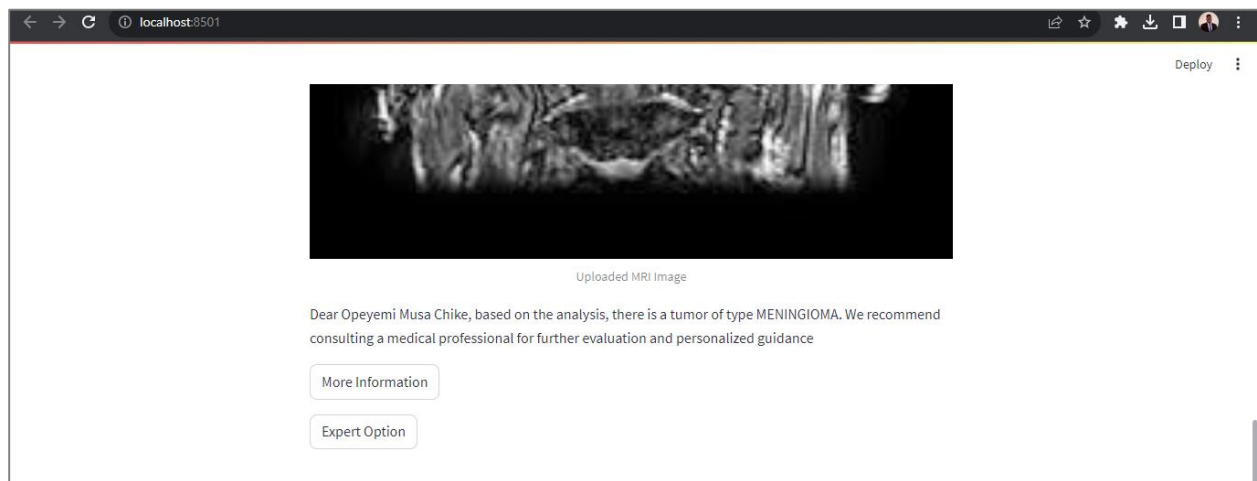 localhost:8501
Deploy
Uploaded MRI Image
Dear Opeyemi Musa Chike, based on the analysis, there is a tumor of type MENINGIOMA. We recommend
consulting a medical professional for further evaluation and personalized guidance
More Information
Expert Option